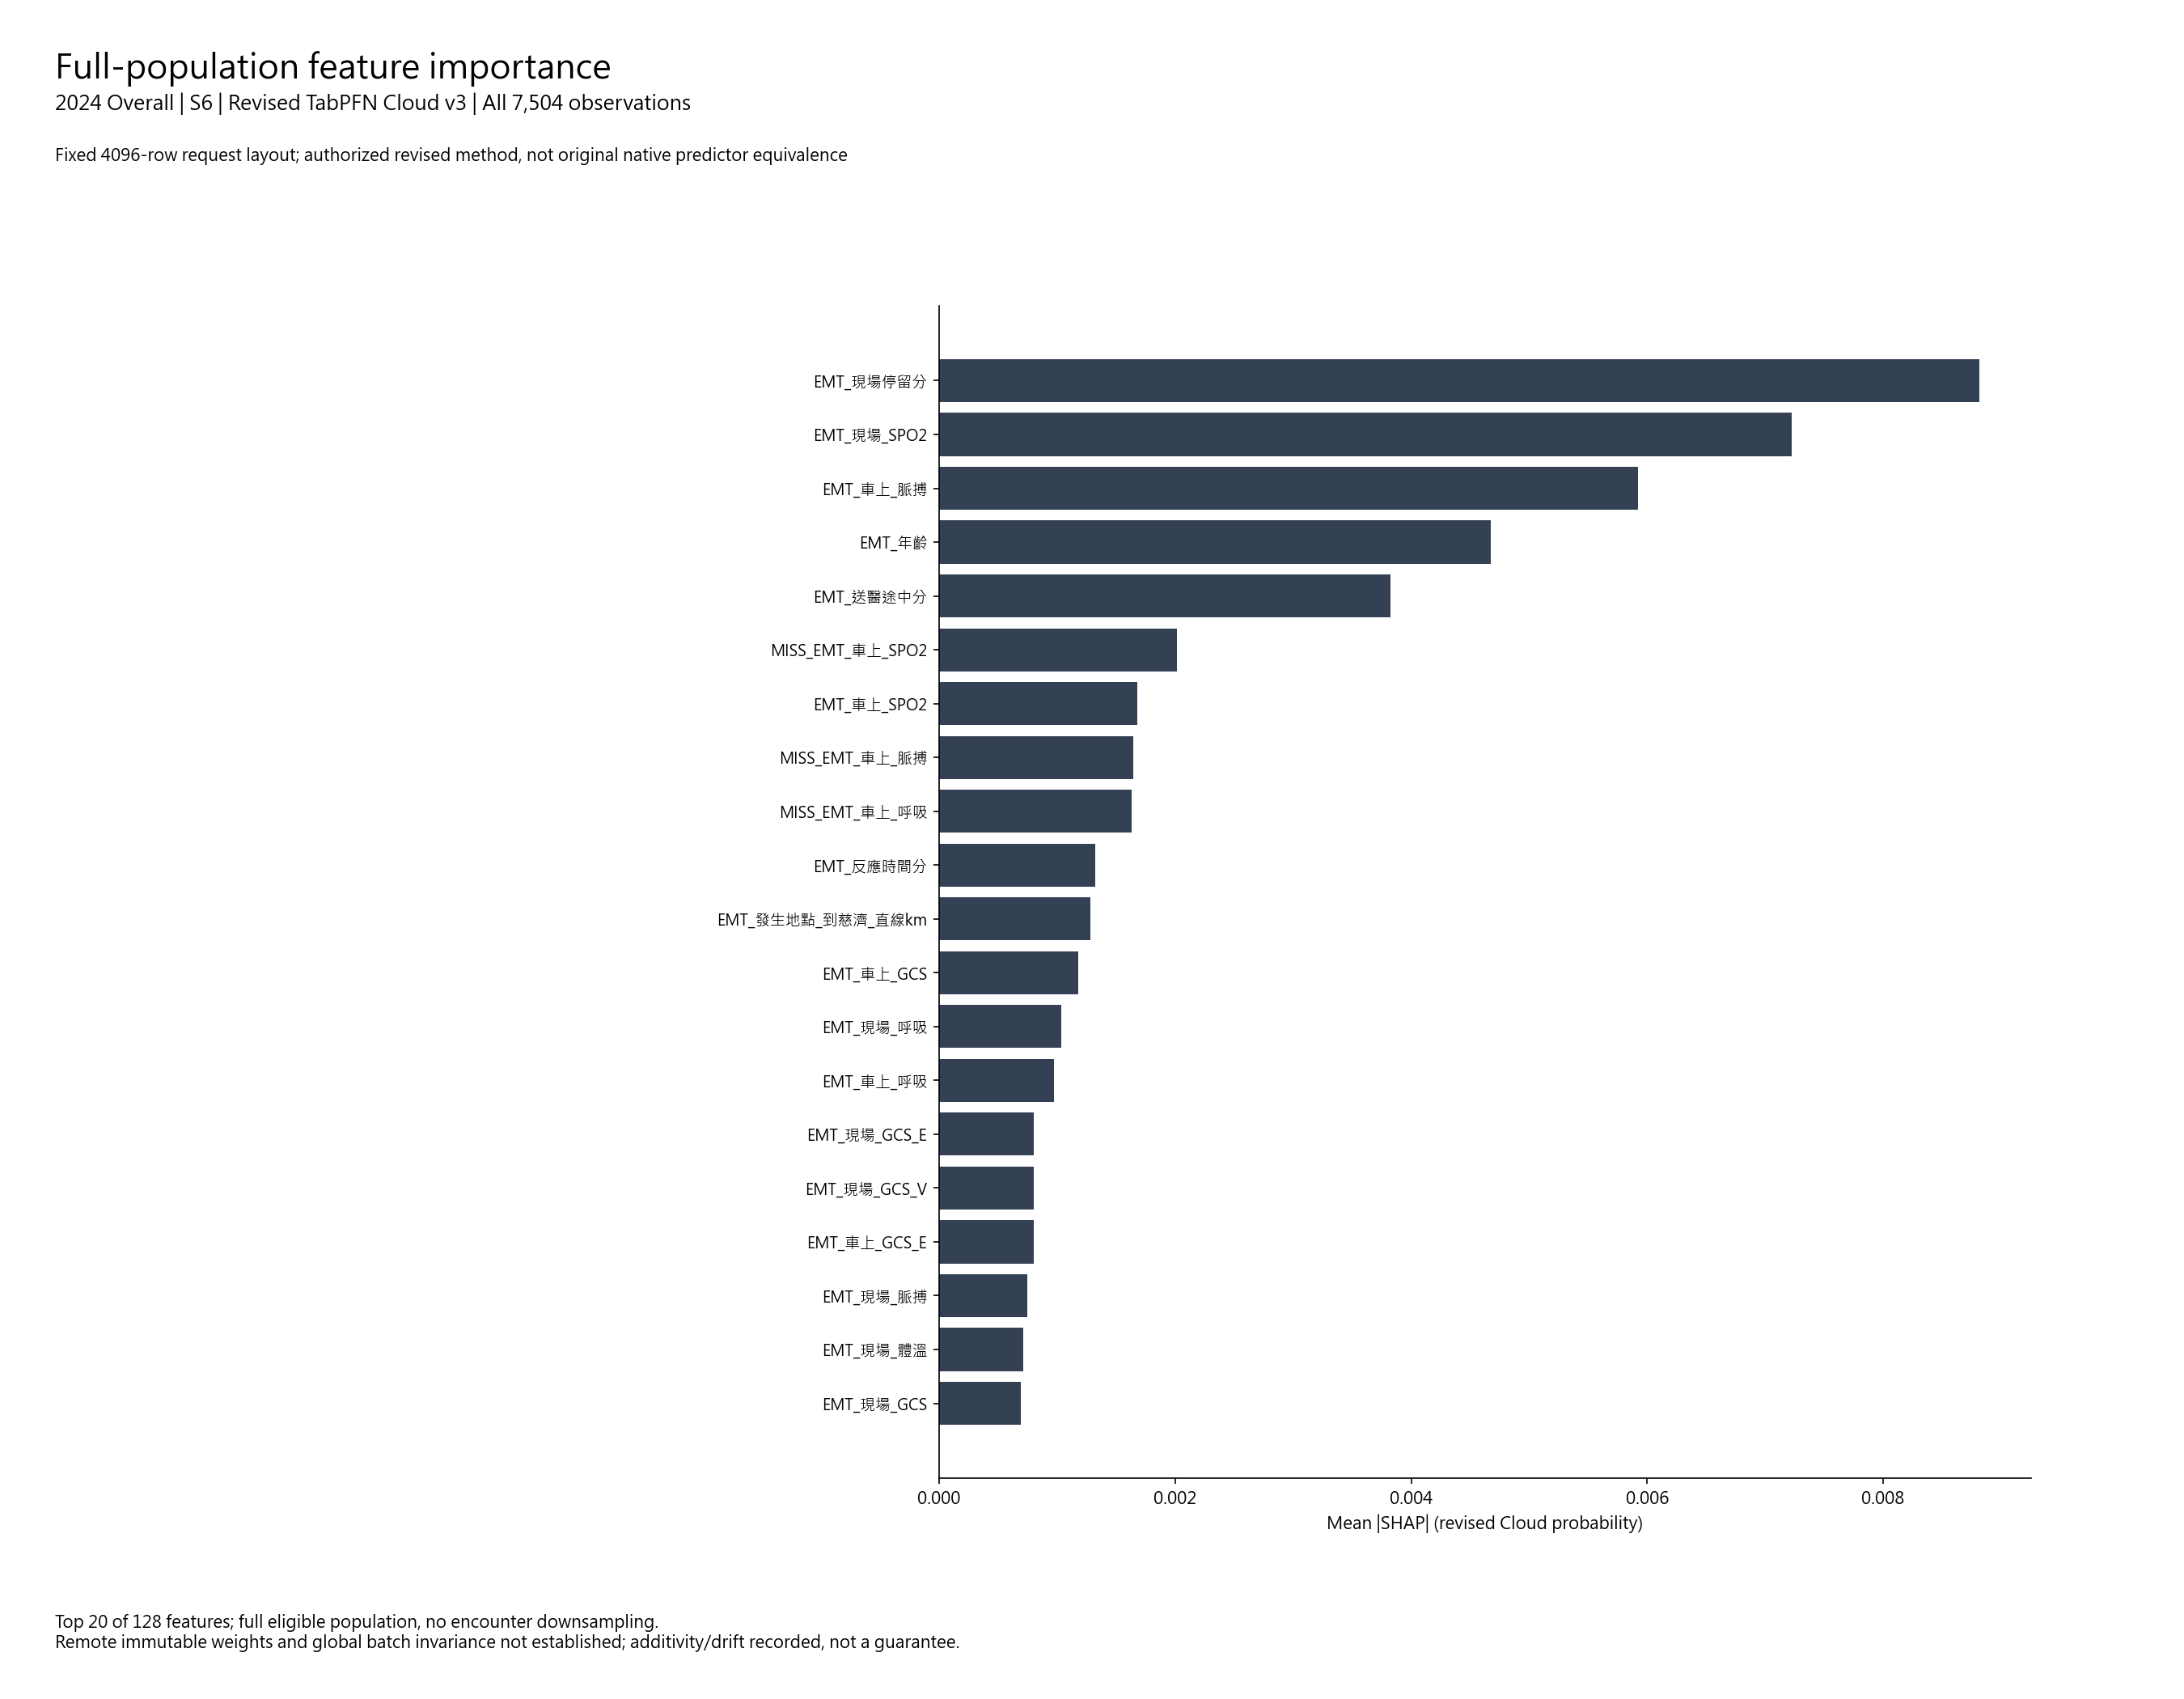 Full-population feature importance
2024 Overall | S6 | Revised TabPFN Cloud v3 | All 7,504 observations
Fixed 4096-row request layout; authorized revised method, not original native predictor equivalence
EMT_現場停留分
EMT_現場_SPO2
EMT_車上_脈搏
EMT_年齡
EMT_送醫途中分
MISS_EMT_車上_SPO2
EMT_車上_SPO2
MISS_EMT_車上_脈搏
MISS_EMT_車上_呼吸
EMT_反應時間分
EMT_發生地點_到慈濟_直線km
EMT_車上_GCS
EMT_現場_呼吸
EMT_車上_呼吸
EMT_現場_GCS_E
EMT_現場_GCS_V
EMT_車上_GCS_E
EMT_現場_脈搏
EMT_現場_體溫
EMT_現場_GCS
0.000 0.002 0.004 0.006 0.008
Mean |SHAP| (revised Cloud probability)
Top 20 of 128 features; full eligible population, no encounter downsampling.
Remote immutable weights and global batch invariance not established; additivity/drift recorded, not a guarantee.